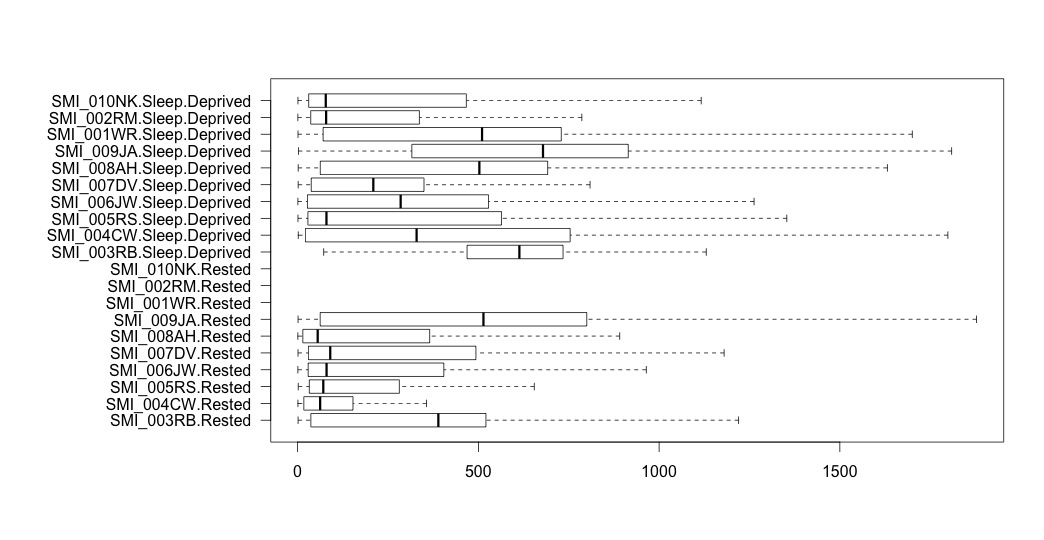 SMI_010NK.Sleep.Deprived
SMI_002RM.Sleep.Deprived
SMI_001WR.Sleep.Deprived
SMI_009JA.Sleep.Deprived
SMI_008AH.Sleep.Deprived
SMI_007DV.Sleep.Deprived
SMI_006JW.Sleep.Deprived
SMI_005RS.Sleep.Deprived
SMI_004CW.Sleep.Deprived
SMI_003RB.Sleep.Deprived
SMI_010NK.Rested
SMI_002RM.Rested
SMI_001WR.Rested
SMI_009JA.Rested
SMI_008AH.Rested
SMI_007DV.Rested
SMI_006JW.Rested
SMI_005RS.Rested
SMI_004CW.Rested
SMI_003RB.Rested
0 500 1000 1500